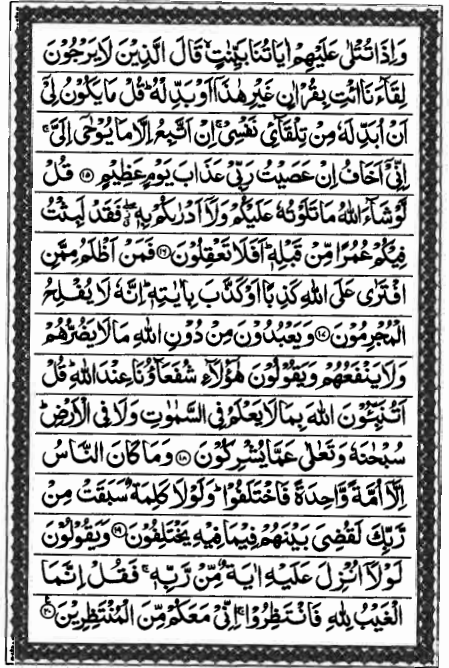 وَاِذَا تُتْلٰى عَلَيْهِمْ اٰيَاتُنَا بَيِّنٰتٍ ۙ قَالَ الَّذِيْنَ لَا يَرْجُوْنَ
لِقَآءَنَا ائْتِ بِقُرْاٰنٍ غَيْرِ هٰذَآ اَوْ بَدِّلْهُ ؕ قُلْ مَا يَكُوْنُ لِيْٓ
اَنْ اُبَدِّلَهٗ مِنْ تِلْقَآئِ نَفْسِيْ ۚ اِنْ اَتَّبِعُ اِلَّا مَا يُوْحٰٓى اِلَيَّ ۚ
اِنِّيْٓ اَخَافُ اِنْ عَصَيْتُ رَبِّيْ عَذَابَ يَوْمٍ عَظِيْمٍ ﴿۱۵﴾ قُلْ
لَّوْ شَآءَ اللّٰهُ مَا تَلَوْتُهٗ عَلَيْكُمْ وَلَآ اَدْرٰىكُمْ بِهٖ ۖ فَقَدْ لَبِثْتُ
فِيْكُمْ عُمُرًا مِّنْ قَبْلِهٖ ؕ اَفَلَا تَعْقِلُوْنَ ﴿۱۶﴾ فَمَنْ اَظْلَمُ مِمَّنِ
افْتَرٰى عَلَى اللّٰهِ كَذِبًا اَوْ كَذَّبَ بِاٰيٰتِهٖ ؕ اِنَّهٗ لَا يُفْلِحُ
الْمُجْرِمُوْنَ ﴿۱۷﴾ وَيَعْبُدُوْنَ مِنْ دُوْنِ اللّٰهِ مَا لَا يَضُرُّهُمْ
وَلَا يَنْفَعُهُمْ وَيَقُوْلُوْنَ هٰٓؤُلَآءِ شُفَعَآؤُنَا عِنْدَ اللّٰهِ ؕ قُلْ
اَتُنَبِّـُٔوْنَ اللّٰهَ بِمَا لَا يَعْلَمُ فِي السَّمٰوٰتِ وَلَا فِي الْاَرْضِ ؕ
سُبْحٰنَهٗ وَتَعٰلٰى عَمَّا يُشْرِكُوْنَ ﴿۱۸﴾ وَمَا كَانَ النَّاسُ
اِلَّآ اُمَّةً وَّاحِدَةً فَاخْتَلَفُوْا ؕ وَلَوْلَا كَلِمَةٌ سَبَقَتْ مِنْ
رَّبِّكَ لَقُضِيَ بَيْنَهُمْ فِيْمَا فِيْهِ يَخْتَلِفُوْنَ ﴿۱۹﴾ وَيَقُوْلُوْنَ
لَوْلَآ اُنْزِلَ عَلَيْهِ اٰيَةٌ مِّنْ رَّبِّهٖ ۚ فَقُلْ اِنَّمَا
الْغَيْبُ لِلّٰهِ فَانْتَظِرُوْا ۚ اِنِّيْ مَعَكُمْ مِّنَ الْمُنْتَظِرِيْنَ ﴿۲۰﴾